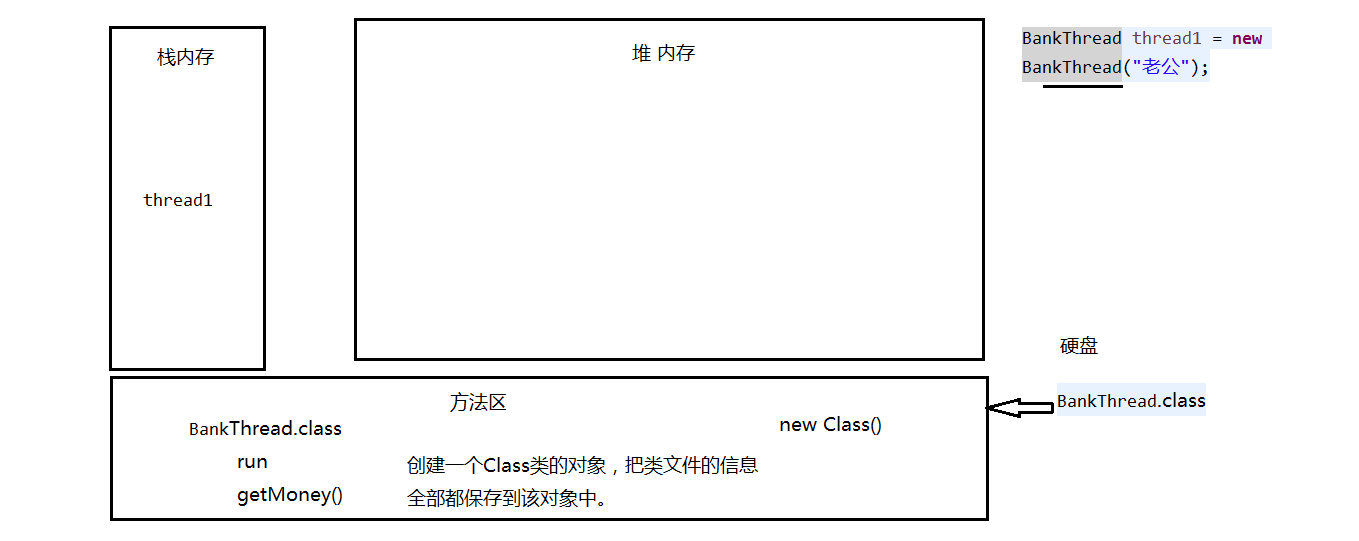 栈内存
堆 内存
BankThread thread1 = new
BankThread("老公");
thread1
硬盘
BankThread.class
方法区
BankThread.class
new Class()
run
创建一个Class类的对象，把类文件的信息
getMoney()
全部都保存到该对象中。